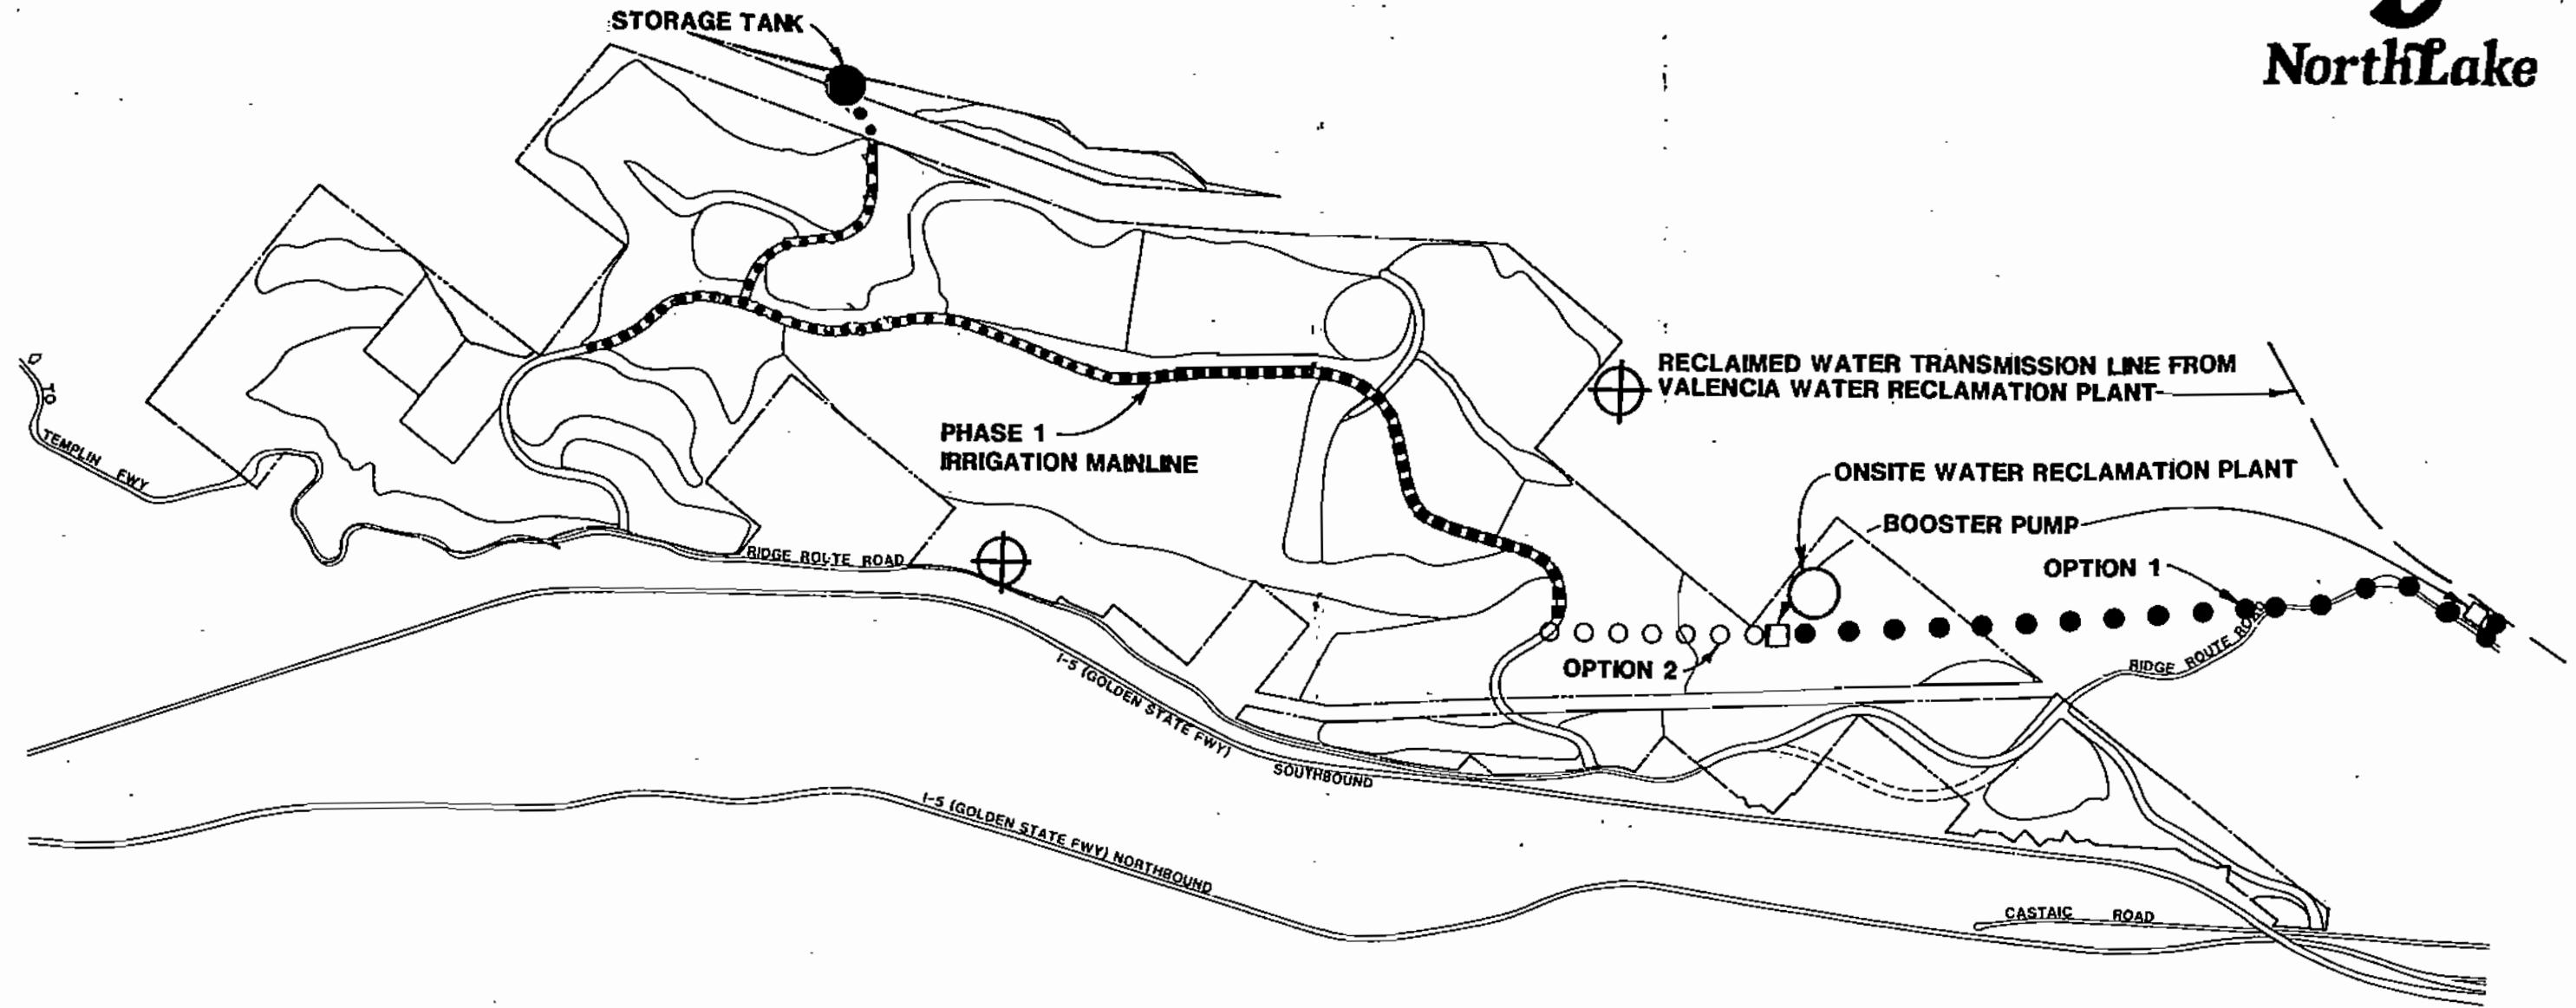 STORAGE TANK
NorthLake
RECLAIMED WATER TRANSMISSION LINE FROM
VALENCIA WATER RECLAMATION PLANT
TO
TEMPLIN FWY
PHASE 1
IRRIGATION MAINLINE
ONSITE WATER RECLAMATION PLANT
BOOSTER PUMP
OPTION 1
RIDGE ROUTE ROAD
OPTION 2
RIDGE ROUTE ROAD
I-5 (GOLDEN STATE FWY)
SOUTHBOUND
I-5 (GOLDEN STATE FWY) NORTHBOUND
CASTAIC ROAD